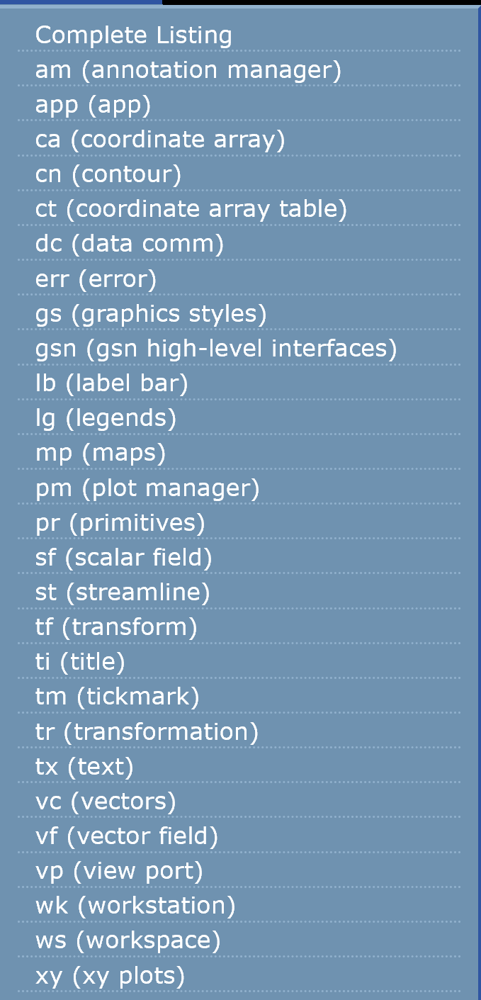 Complete Listing
am (annotation manager)
app (app)
ca (coordinate array)
cn (contour)
ct (coordinate array table)
dc (data comm)
err (error)
gs (graphics styles)
gsn (gsn high-level interfaces)
lb (label bar)
lg (legends)
mp (maps)
pm (plot manager)
pr (primitives)
sf (scalar field)
st (streamline)
tf (transform)
ti (title)
tm (tickmark)
tr (transformation)
tx (text)
vc (vectors)
vf (vector field)
vp (view port)
wk (workstation)
ws (workspace)
xy (xy plots)